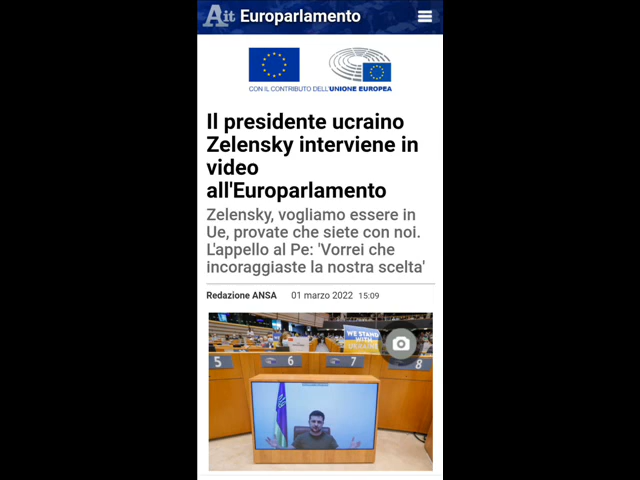 Ait Europarlamento
CON IL CONTRIBUTO DELL'UNIONE EUROPEA
Il presidente ucraino
Zelensky interviene in
video
all'Europarlamento
Zelensky, vogliamo essere in
Ue, provate che siete con noi.
L'appello al Pe: 'Vorrei che
incoraggiaste la nostra scelta'
Redazione ANSA 01 marzo 2022 15:09
WE STAND
WITH
UKRAINE
5 6 7 8